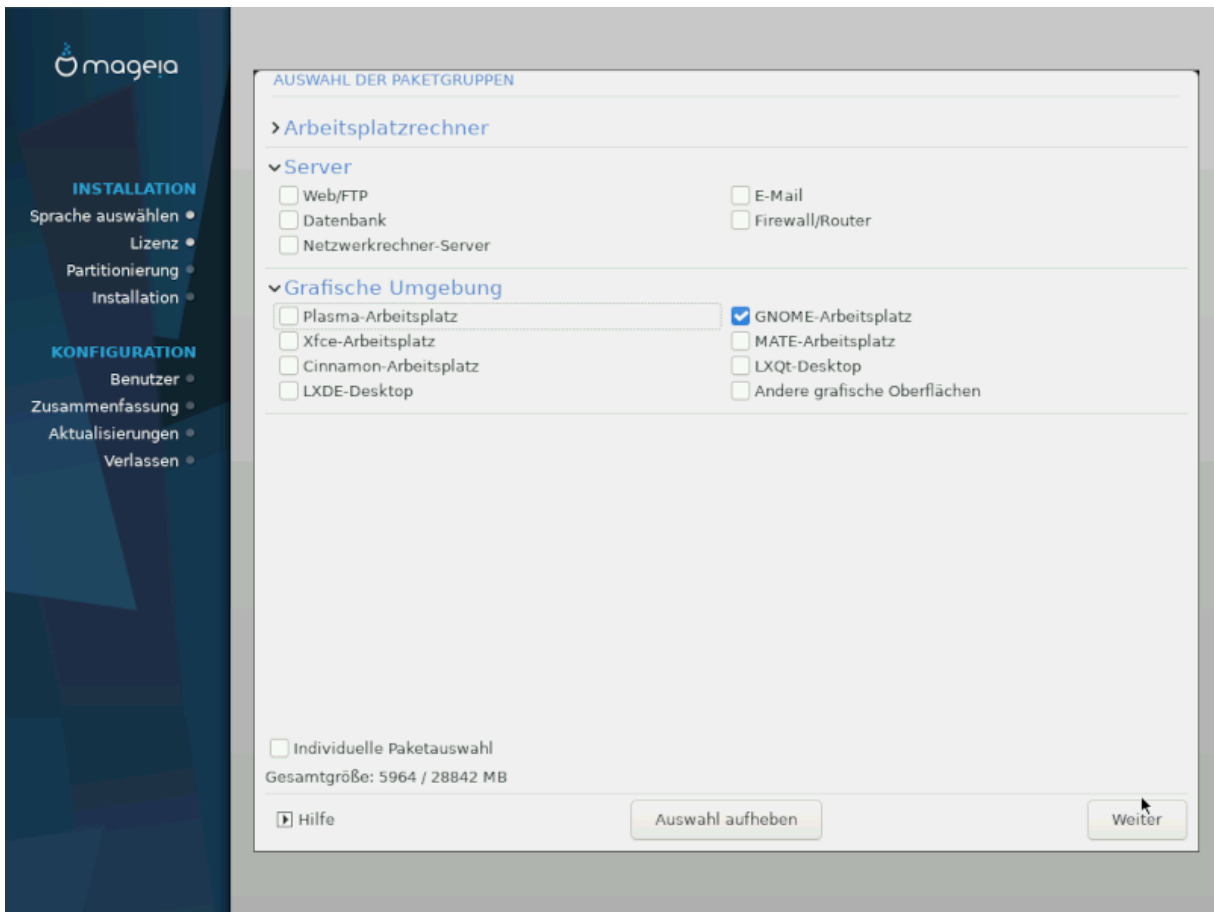 mageia
INSTALLATION
Sprache auswählen
Lizenz
Partitionierung
Installation
KONFIGURATION
Benutzer
Zusammenfassung
Aktualisierungen
Verlassen
AUSWAHL DER PAKETGRUPPEN
Arbeitsplatzrechner
Server
Web/FTP
E-Mail
Datenbank
Firewall/Router
Netzwerkrechner-Server
Grafische Umgebung
Plasma-Arbeitsplatz
GNOME-Arbeitsplatz
Xfce-Arbeitsplatz
MATE-Arbeitsplatz
Cinnamon-Arbeitsplatz
LXQt-Desktop
LXDE-Desktop
Andere grafische Oberflächen
Individuelle Paketauswahl
Gesamtgröße: 5964 / 28842 MB
Hilfe
Auswahl aufheben
Weiter